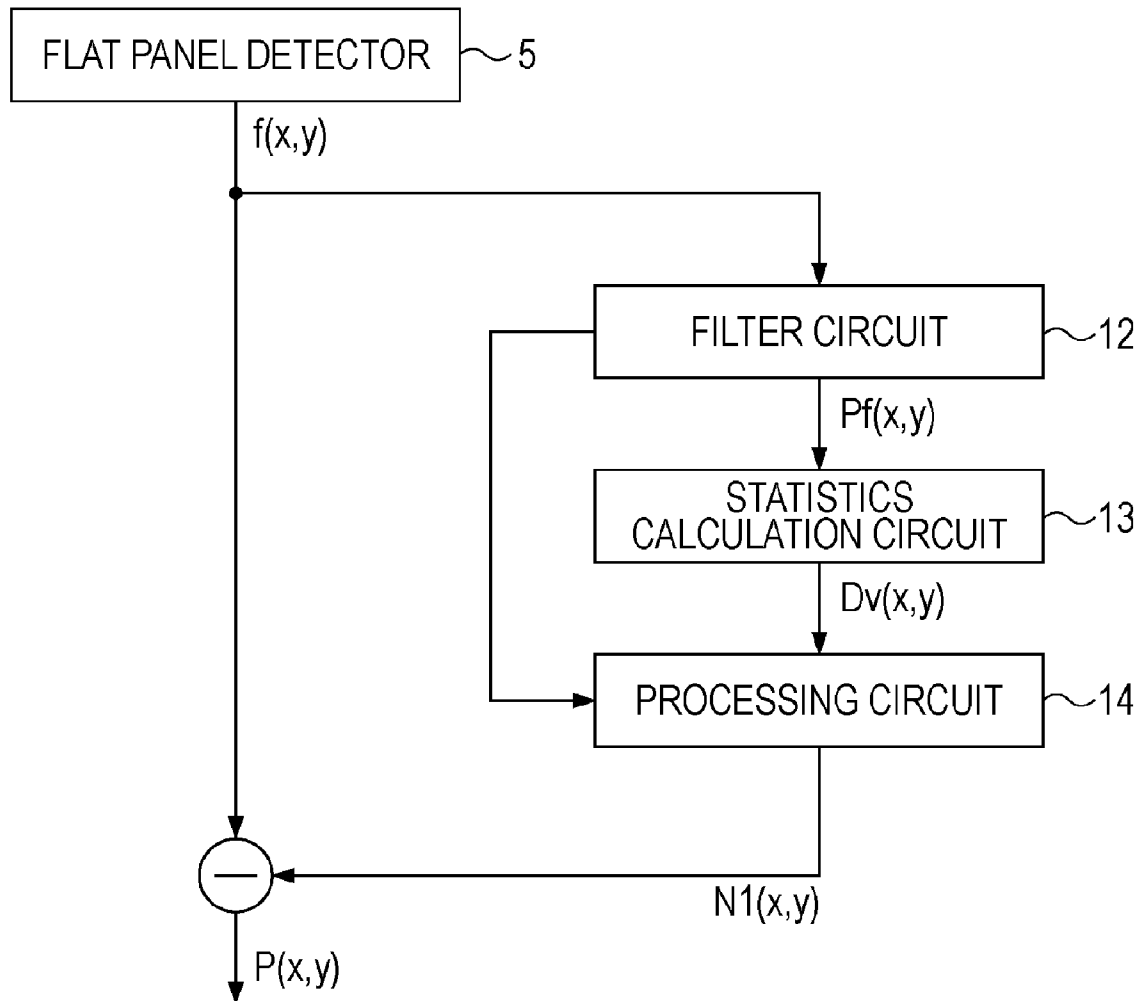 FLAT PANEL DETECTOR 5
f(x,y)
FILTER CIRCUIT 12
Pf(x,y)
STATISTICS
CALCULATION CIRCUIT 13
Dv(x,y)
PROCESSING CIRCUIT 14
N1(x,y)
P(x,y)